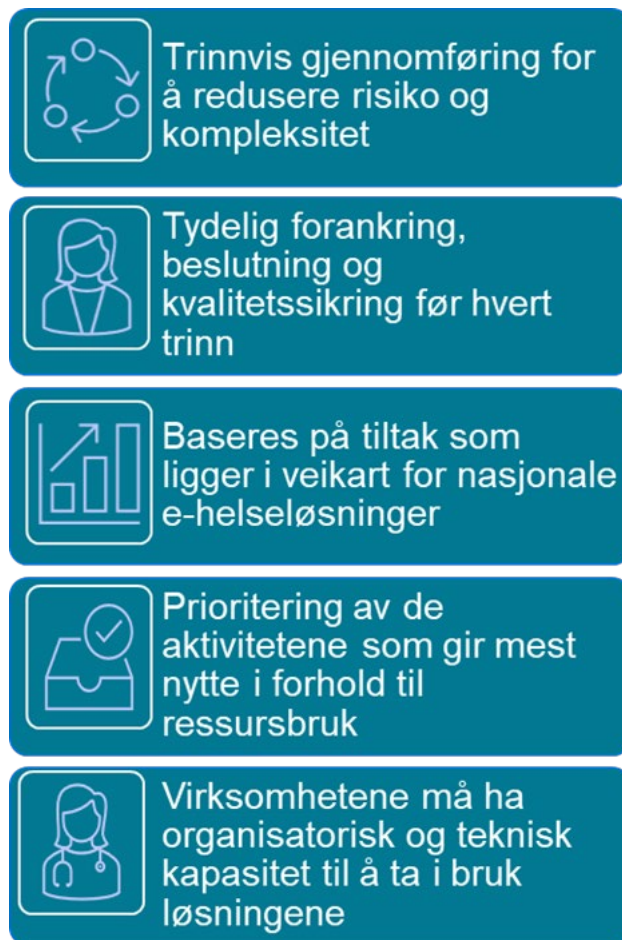 Trinnvis gjennomføring for
å redusere risiko og
kompleksitet
Tydelig forankring,
beslutning og
kvalitetssikring før hvert
trinn
Baseres på tiltak som
ligger i veikart for nasjonale
e-helseløsninger
Prioritering av de
aktivitetene som gir mest
nytte i forhold til
ressursbruk
Virksomhetene må ha
organisatorisk og teknisk
kapasitet til å ta i bruk
løsningene